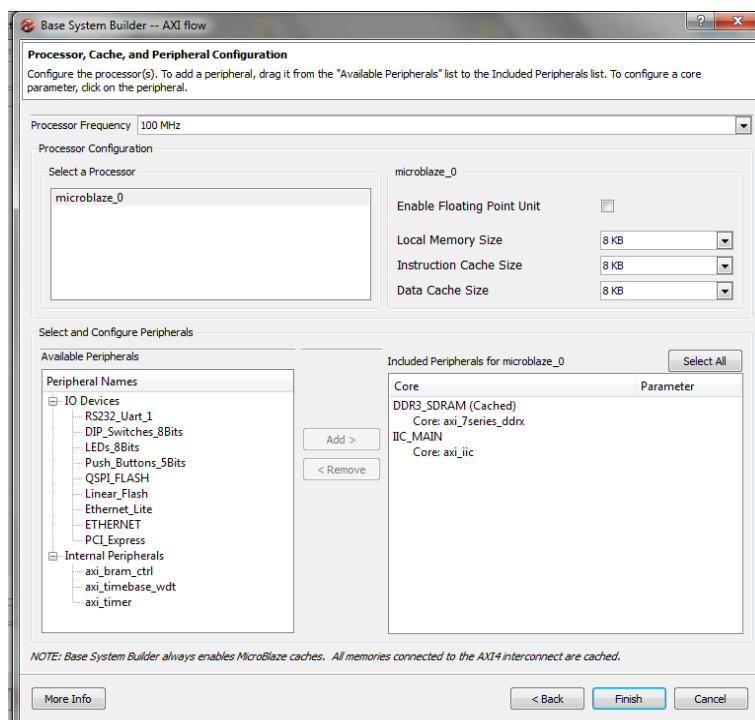 Base System Builder -- AXI flow
Processor, Cache, and Peripheral Configuration
Configure the processor(s). To add a peripheral, drag it from the "Available Peripherals" list to the Included Peripherals list. To configure a core
parameter, click on the peripheral.
Processor Frequency 100 MHz
Processor Configuration
Select a Processor
microblaze_0
microblaze_0
Enable Floating Point Unit
Local Memory Size 8 KB
Instruction Cache Size 8 KB
Data Cache Size 8 KB
Select and Configure Peripherals
Available Peripherals
Peripheral Names
IO Devices
RS232_Uart_1
DIP_Switches_8Bits
LEDs_8Bits
Push_Buttons_5Bits
QSPI_FLASH
Linear_Flash
Ethernet_Lite
ETHERNET
PCI_Express
Internal Peripherals
axi_bram_ctrl
axi_timebase_wdt
axi_timer
Add >
< Remove
Included Peripherals for microblaze_0 Select All
Core Parameter
DDR3_SDRAM (Cached)
Core: axi_7series_ddrx
IIC_MAIN
Core: axi_iic
NOTE: Base System Builder always enables MicroBlaze caches. All memories connected to the AXI4 interconnect are cached.
More Info < Back Finish Cancel